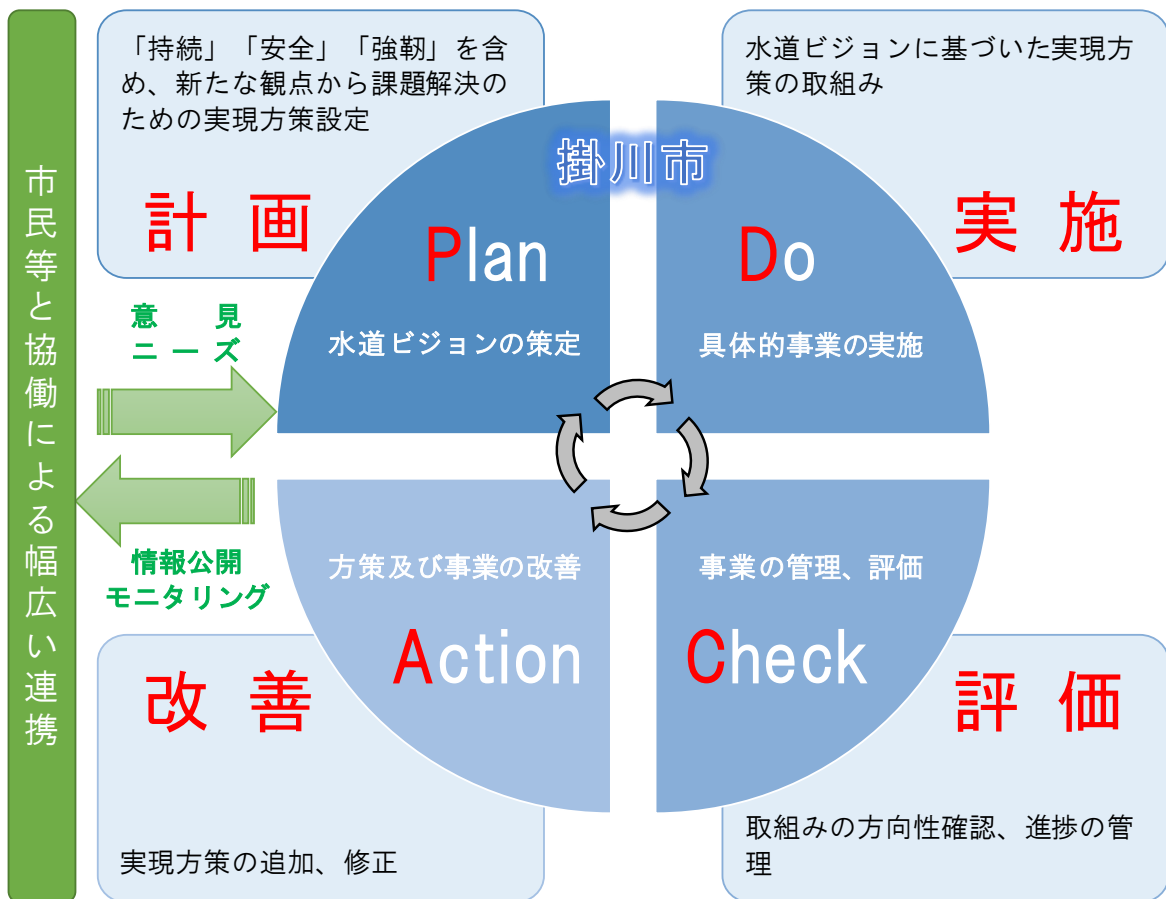 市民等と協働による幅広い連携
「持続」「安全」「強靭」を含
め、新たな観点から課題解決の
ための実現方策設定
計画
水道ビジョンに基づいた実現方
策の取組み
実施
掛川市
Plan
水道ビジョンの策定
Do
具体的事業の実施
意見
ニーズ
情報公開
モニタリング
方策及び事業の改善
Action
事業の管理、評価
Check
改善
実現方策の追加、修正
評価
取組みの方向性確認、進捗の管
理